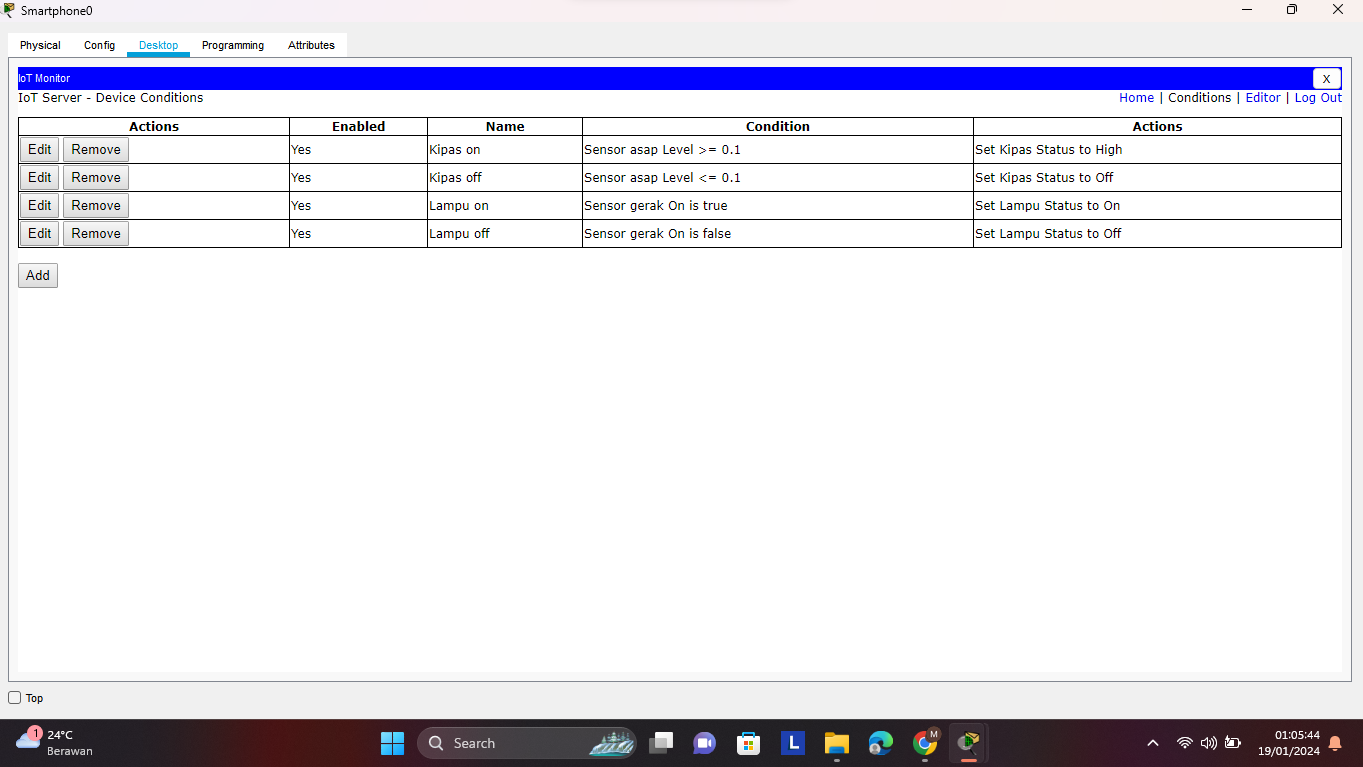 Smartphone0
Physical Config Desktop Programming Attributes
IoT Monitor X
IoT Server - Device Conditions Home | Conditions | Editor | Log Out
Actions Enabled Name Condition Actions
Edit Remove Yes Kipas on Sensor asap Level >= 0.1 Set Kipas Status to High
Edit Remove Yes Kipas off Sensor asap Level <= 0.1 Set Kipas Status to Off
Edit Remove Yes Lampu on Sensor gerak On is true Set Lampu Status to On
Edit Remove Yes Lampu off Sensor gerak On is false Set Lampu Status to Off
Add
Top
1 24°C
Berawan
Search
L
M
01:05:44
19/01/2024